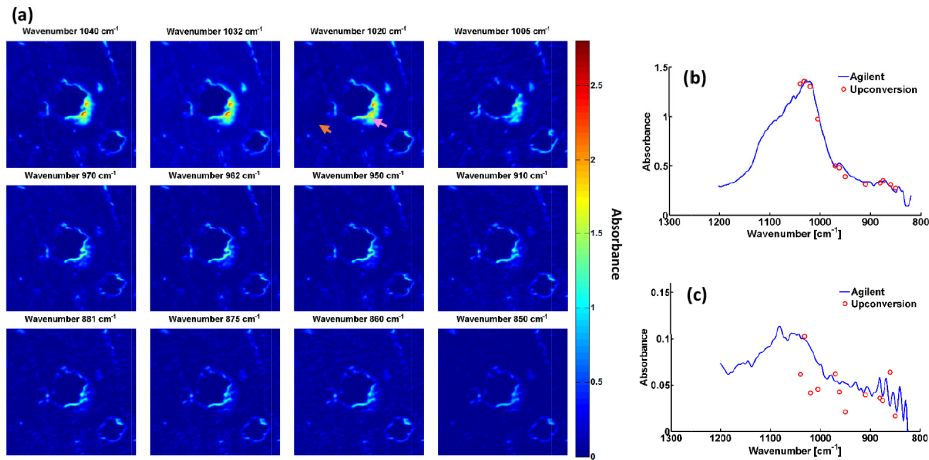 (a)
Wavenumber 1040 cm-1
Wavenumber 1032 cm-1
Wavenumber 1020 cm-1
Wavenumber 1005 cm-1
Wavenumber 970 cm-1
Wavenumber 962 cm-1
Wavenumber 950 cm-1
Wavenumber 910 cm-1
Wavenumber 881 cm-1
Wavenumber 875 cm-1
Wavenumber 860 cm-1
Wavenumber 850 cm-1
2.5
2
1.5
1
0.5
0
Absorbance
(b)
Agilent
Upconversion
1.5
1
0.5
0
Absorbance
1300
1200
1100
1000
900
800
Wavenumber [cm-1]
(c)
Agilent
Upconversion
0.15
0.1
0.05
0
Absorbance
1300
1200
1100
1000
900
800
Wavenumber [cm-1]